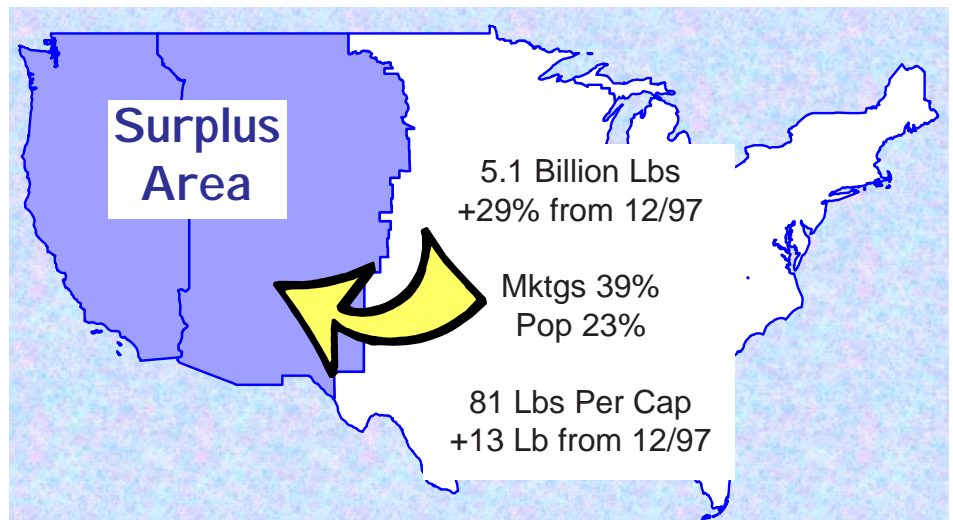 Surplus
Area
5.1 Billion Lbs
+29% from 12/97
Mktgs 39%
Pop 23%
81 Lbs Per Cap
+13 Lb from 12/97